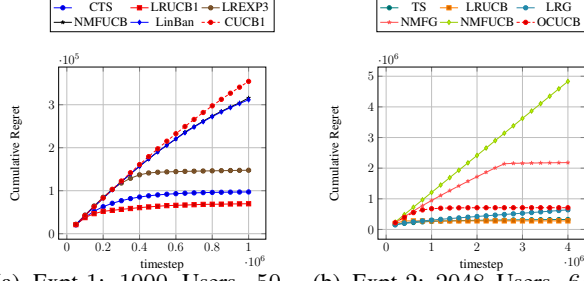 CTS LRUCB1 LREXP3
NMFUCB LinBan CUCB1
·10^5
3
2
1
0
0 0.2 0.4 0.6 0.8 1
·10^6
timestep
Cumulative Regret
(a) Expt-1: 1000 Users, 50
TS LRUCB LRG
NMFG NMFUCB OCUCB
·10^6
5
4
3
2
1
0
0 1 2 3 4
·10^6
timestep
Cumulative Regret
(b) Expt-2: 2048 Users,